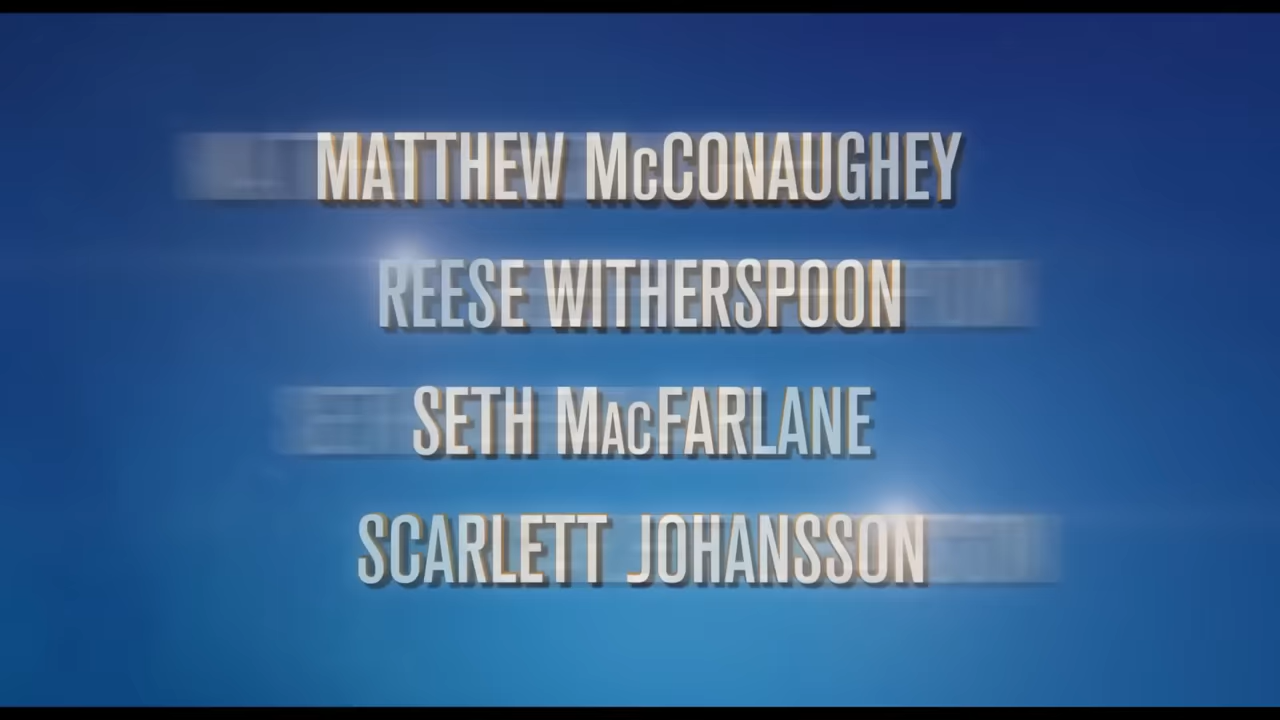 MATTHEW McCONAUGHEY
REESE WITHERSPOON
SETH MacFARLANE
SCARLETT JOHANSSON